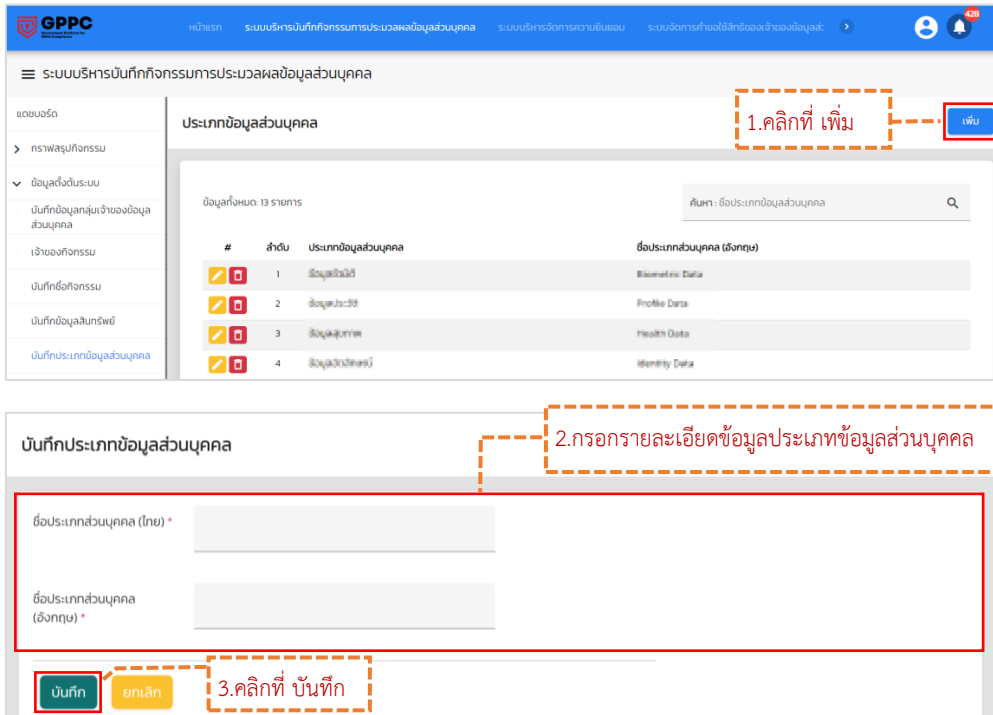 GPPC
Government Platform for PDPA Compliance
หน้าแรก ระบบบริหารบันทึกกิจกรรมการประมวลผลข้อมูลส่วนบุคคล ระบบบริหารจัดการความยินยอม ระบบจัดการคำขอใช้สิทธิของเจ้าของข้อมูลส่
428
ระบบบริหารบันทึกกิจกรรมการประมวลผลข้อมูลส่วนบุคคล
แดชบอร์ด
กราฟสรุปกิจกรรม
ข้อมูลตั้งต้นระบบ
บันทึกข้อมูลกลุ่มเจ้าของข้อมูล
ส่วนบุคคล
เจ้าของกิจกรรม
บันทึกชื่อกิจกรรม
บันทึกข้อมูลสินทรัพย์
บันทึกประเภทข้อมูลส่วนบุคคล
ประเภทข้อมูลส่วนบุคคล
1.คลิกที่ เพิ่ม
เพิ่ม
ข้อมูลทั้งหมด: 13 รายการ
ค้นหา : ชื่อประเภทข้อมูลส่วนบุคคล
# ลำดับ ประเภทข้อมูลส่วนบุคคล ชื่อประเภทส่วนบุคคล (อังกฤษ)
1 Biometric Data
2 Profile Data
3 ข้อมูลสุขภาพ Health Data
4 ข้อมูลอัตลักษณ์ Identity Data
บันทึกประเภทข้อมูลส่วนบุคคล
2.กรอกรายละเอียดข้อมูลประเภทข้อมูลส่วนบุคคล
ชื่อประเภทส่วนบุคคล (ไทย) *
ชื่อประเภทส่วนบุคคล
(อังกฤษ) *
บันทึก
ยกเลิก
3.คลิกที่ บันทึก